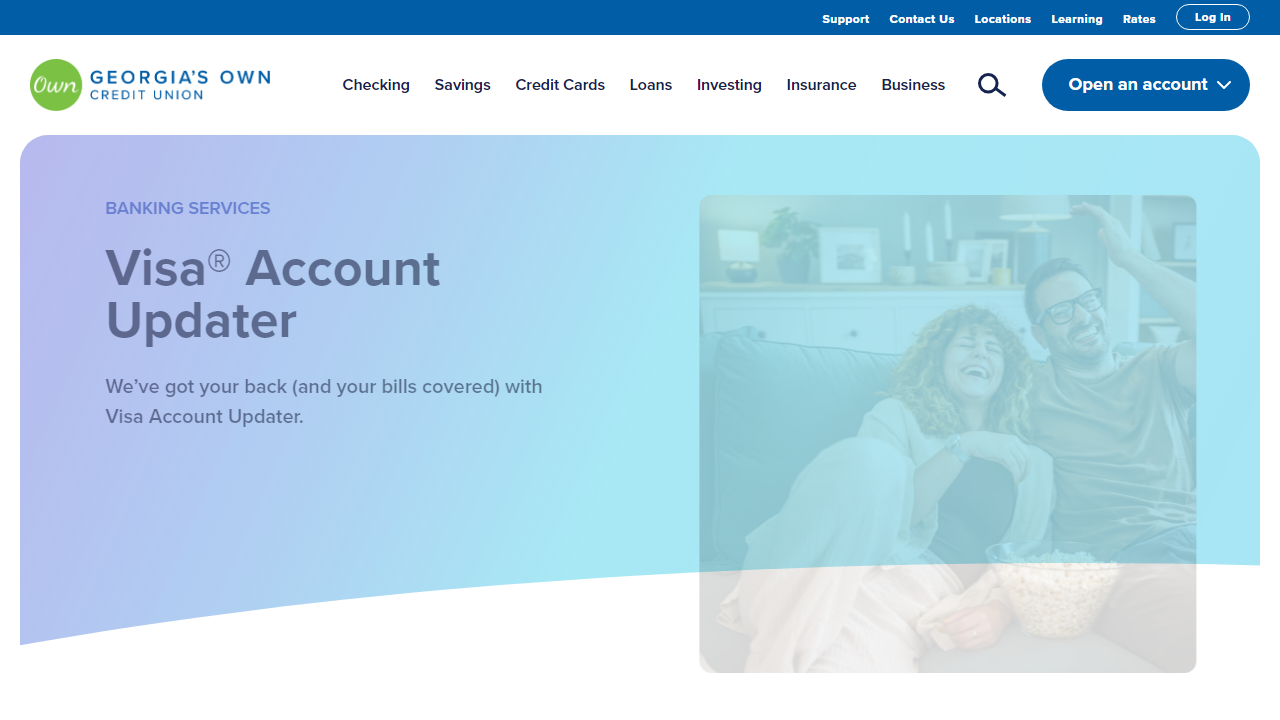 Support Contact Us Locations Learning Rates Log In
Own GEORGIA'S OWN
CREDIT UNION
Checking Savings Credit Cards Loans Investing Insurance Business Open an account
BANKING SERVICES
Visa® Account
Updater
We’ve got your back (and your bills covered) with
Visa Account Updater.